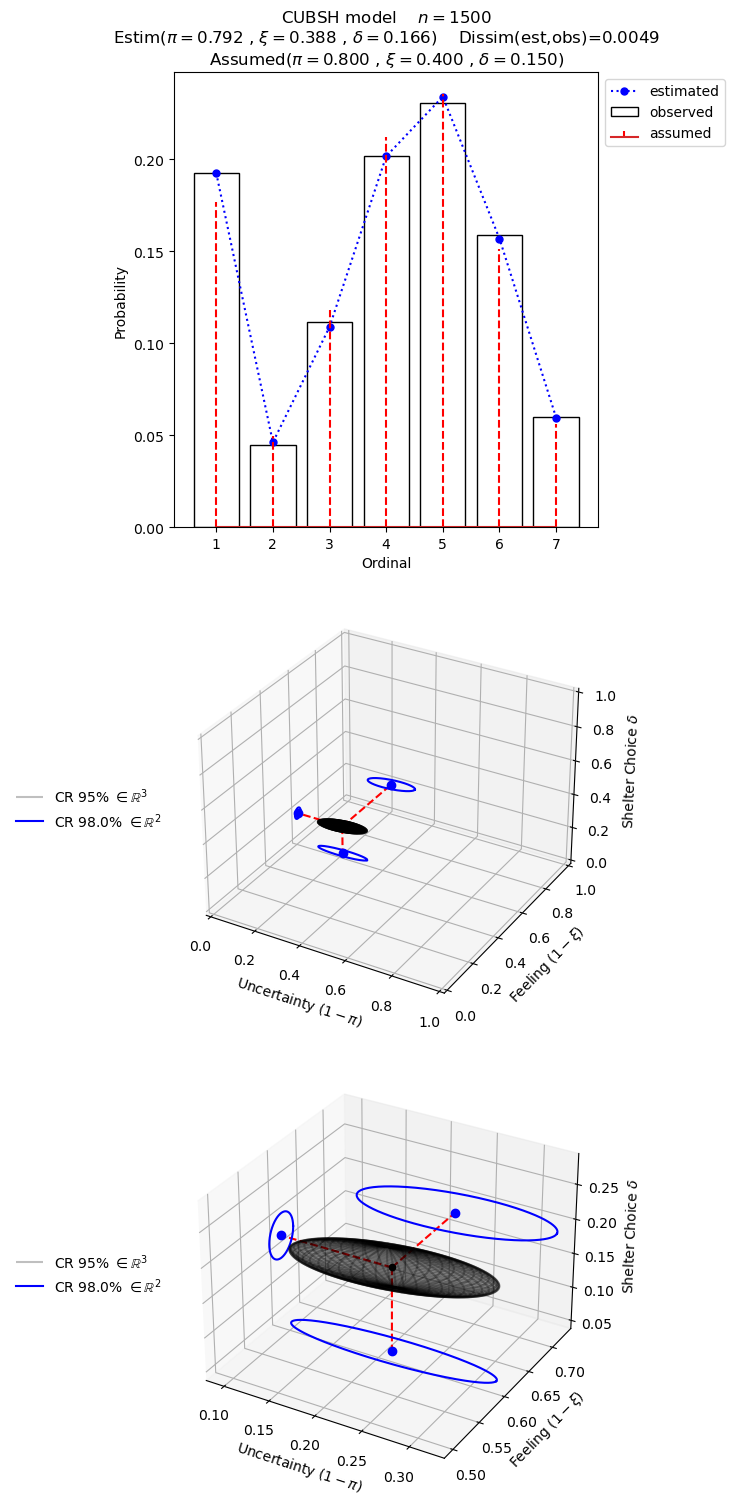 CUBSH model    n = 1500
Estim(π = 0.792 , ξ = 0.388 , δ = 0.166)    Dissim(est,obs)=0.0049
Assumed(π = 0.800 , ξ = 0.400 , δ = 0.150)
estimated
observed
assumed
0.20
0.15
0.10
0.05
0.00
Probability
1 2 3 4 5 6 7
Ordinal
CR 95% ∈ ℝ³
CR 98.0% ∈ ℝ²
1.0
0.8
0.6
0.4
0.2
0.0
Shelter Choice δ
1.0
0.8
0.6
0.4
0.2
0.0
Feeling (1 − ξ)
0.0
0.2
0.4
0.6
0.8
1.0
Uncertainty (1 − π)
CR 95% ∈ ℝ³
CR 98.0% ∈ ℝ²
0.25
0.20
0.15
0.10
0.05
Shelter Choice δ
0.70
0.65
0.60
0.55
0.50
Feeling (1 − ξ)
0.10
0.15
0.20
0.25
0.30
Uncertainty (1 − π)